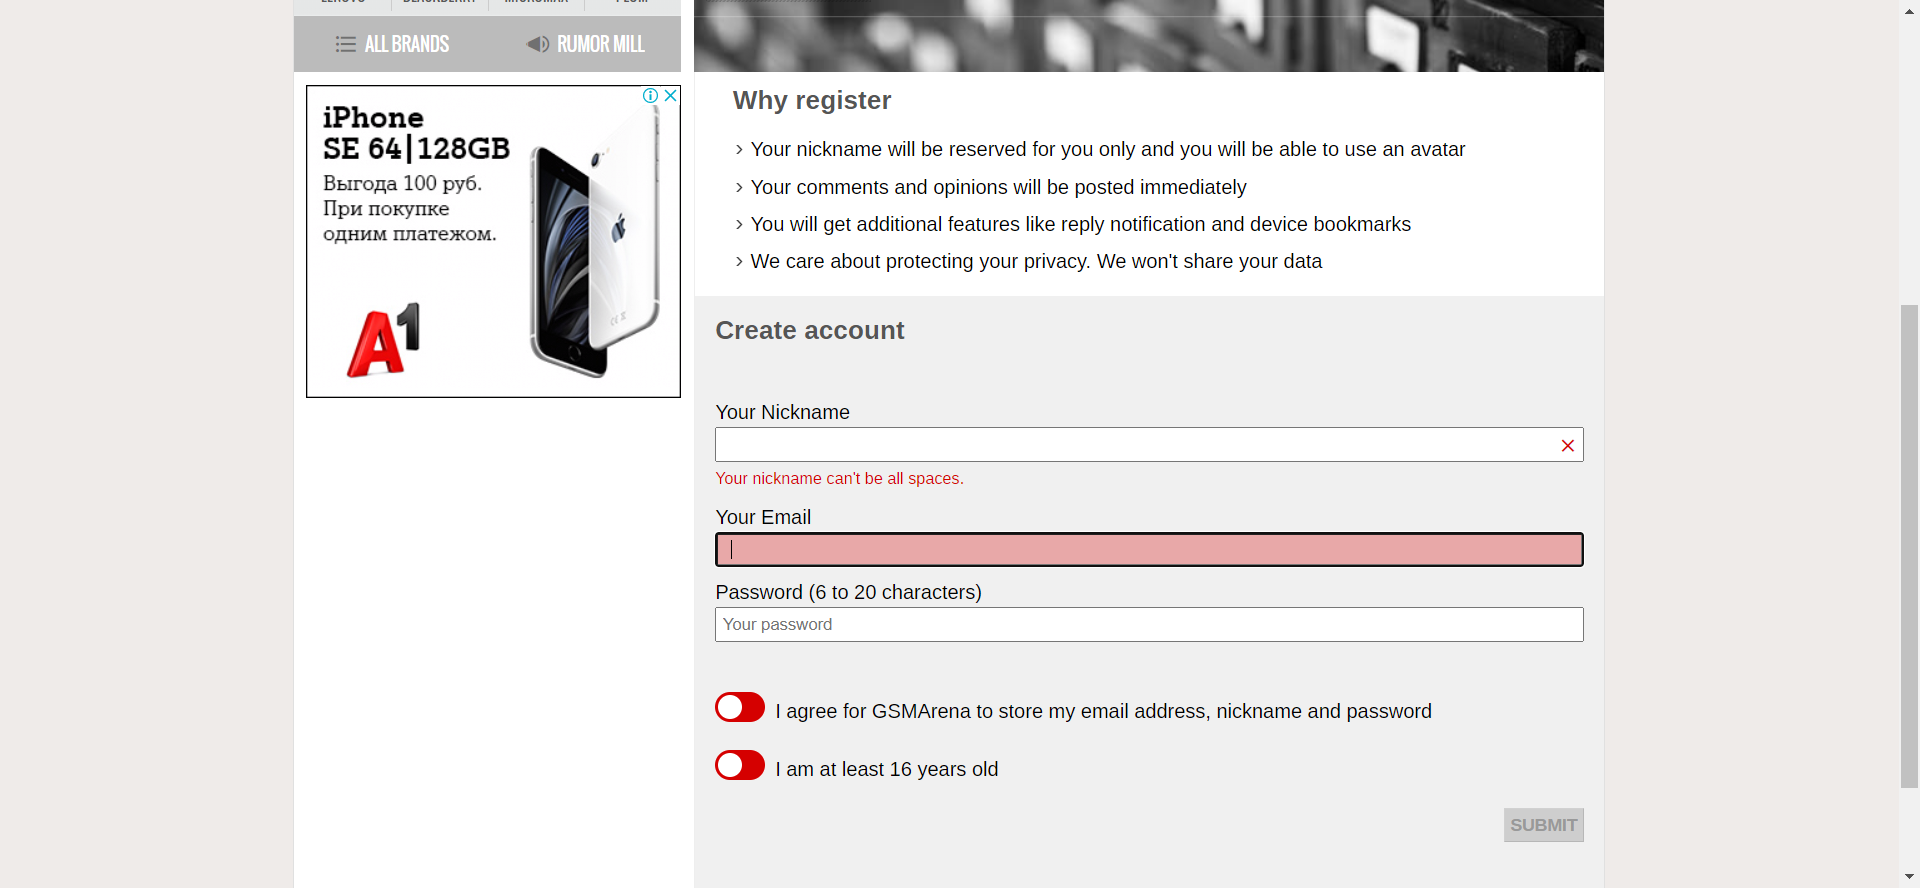 ALL BRANDS
RUMOR MILL
iPhone
SE 64|128GB
Выгода 100 руб.
При покупке
одним платежом.
A1
Why register
Your nickname will be reserved for you only and you will be able to use an avatar
Your comments and opinions will be posted immediately
You will get additional features like reply notification and device bookmarks
We care about protecting your privacy. We won't share your data
Create account
Your Nickname
Your nickname can't be all spaces.
Your Email
Password (6 to 20 characters)
Your password
I agree for GSMArena to store my email address, nickname and password
I am at least 16 years old
SUBMIT